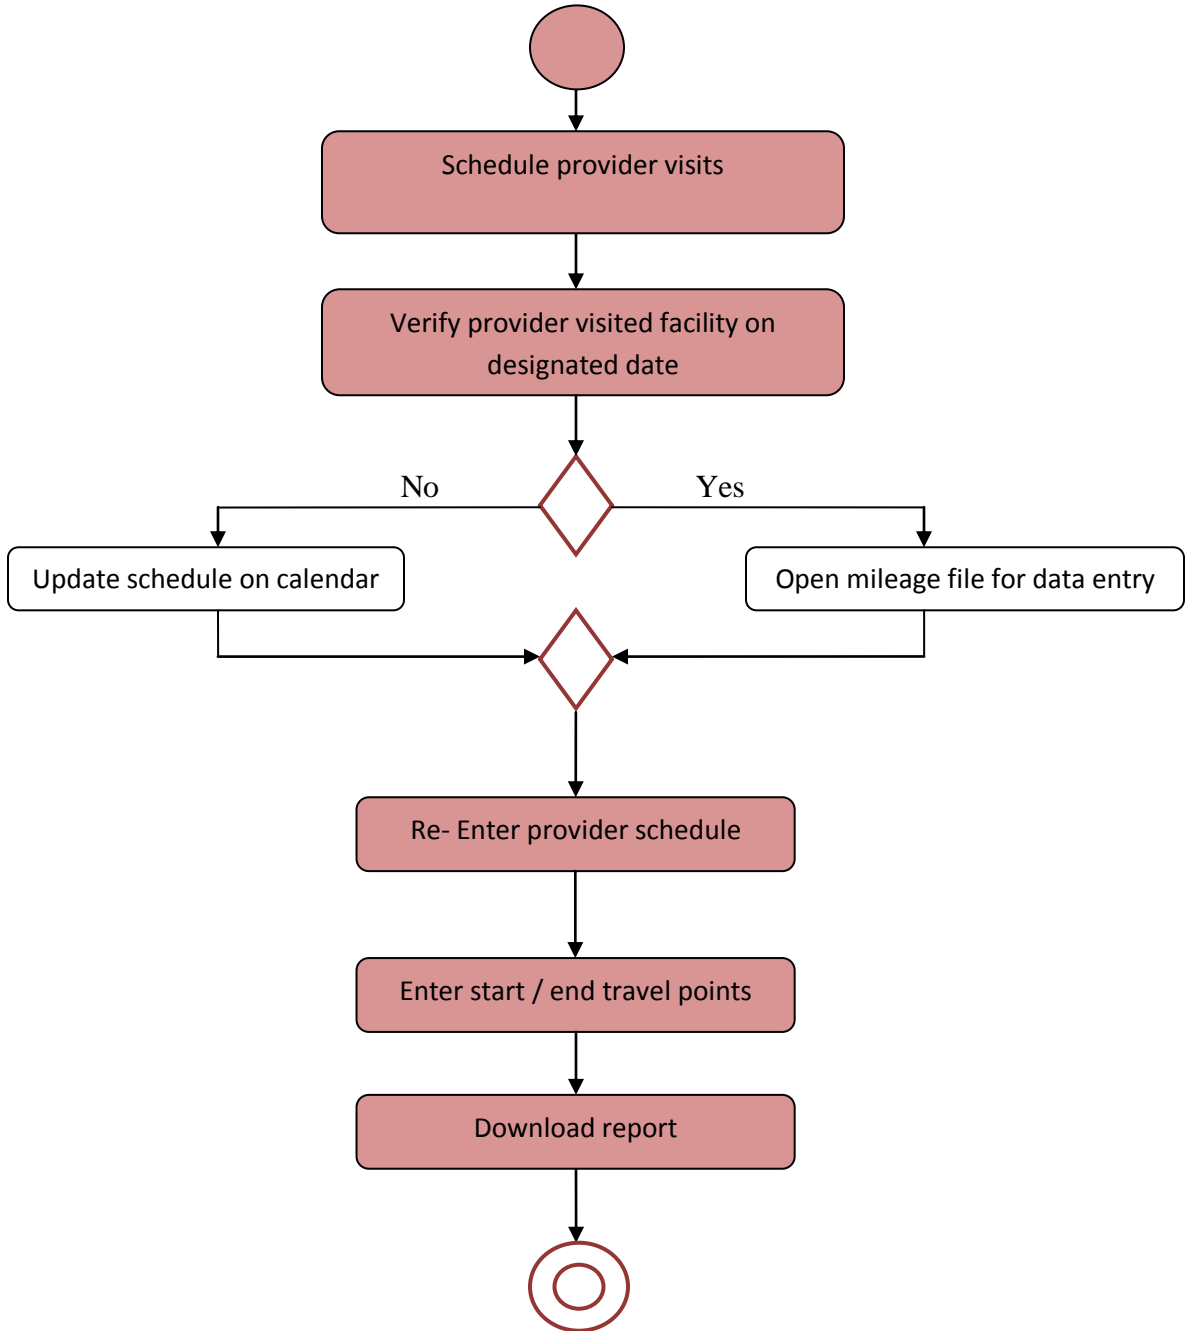 Schedule provider visits
Verify provider visited facility on
designated date
No
Yes
Update schedule on calendar
Open mileage file for data entry
Re- Enter provider schedule
Enter start / end travel points
Download report